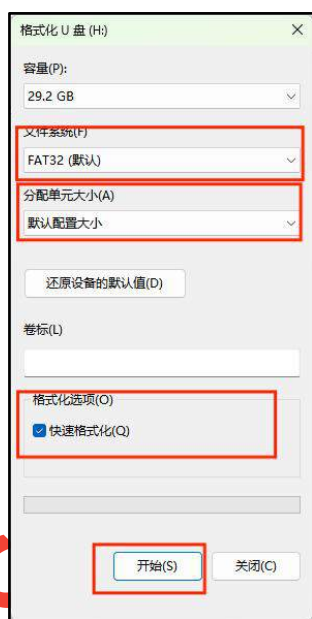 格式化 U 盘 (H:)
容量(P):
29.2 GB
文件系统(F)
FAT32 (默认)
分配单元大小(A)
默认配置大小
还原设备的默认值(D)
卷标(L)
格式化选项(O)
快速格式化(Q)
开始(S)
关闭(C)